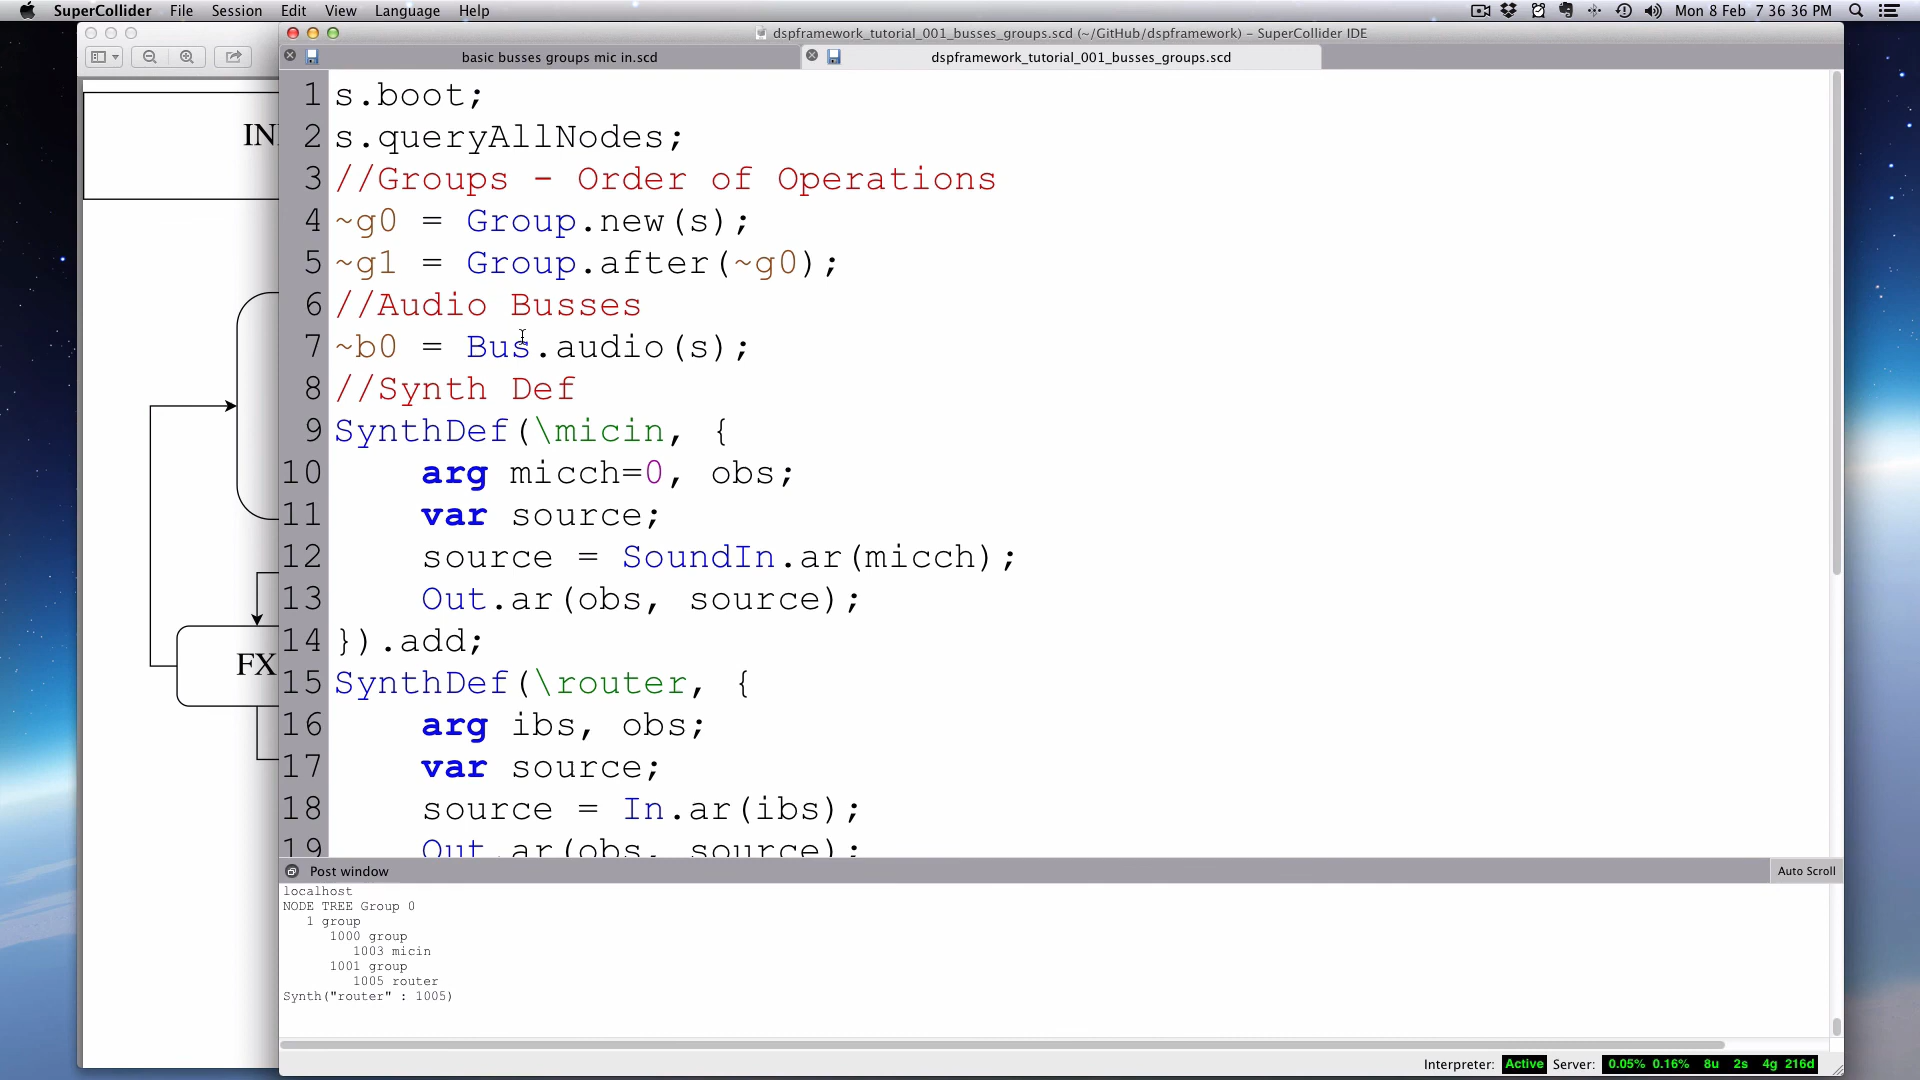 SuperCollider File Session Edit View Language Help Mon 8 Feb 7 36 36 PM
dspframework_tutorial_001_busses_groups.scd (~/GitHub/dspframework) - SuperCollider IDE
basic busses groups mic in.scd dspframework_tutorial_001_busses_groups.scd
1 s.boot;
2 s.queryAllNodes;
3 //Groups - Order of Operations
4 ~g0 = Group.new(s);
5 ~g1 = Group.after(~g0);
6 //Audio Busses
7 ~b0 = Bus.audio(s);
8 //Synth Def
9 SynthDef(\micin, {
10 arg micch=0, obs;
11 var source;
12 source = SoundIn.ar(micch);
13 Out.ar(obs, source);
14 }).add;
15 SynthDef(\router, {
16 arg ibs, obs;
17 var source;
18 source = In.ar(ibs);
19 Out.ar(obs, source);
IN
FX
Post window Auto Scroll
localhost
NODE TREE Group 0
1 group
1000 group
1003 micin
1001 group
1005 router
Synth("router" : 1005)
Interpreter: Active Server: 0.05% 0.16% 8u 2s 4g 216d